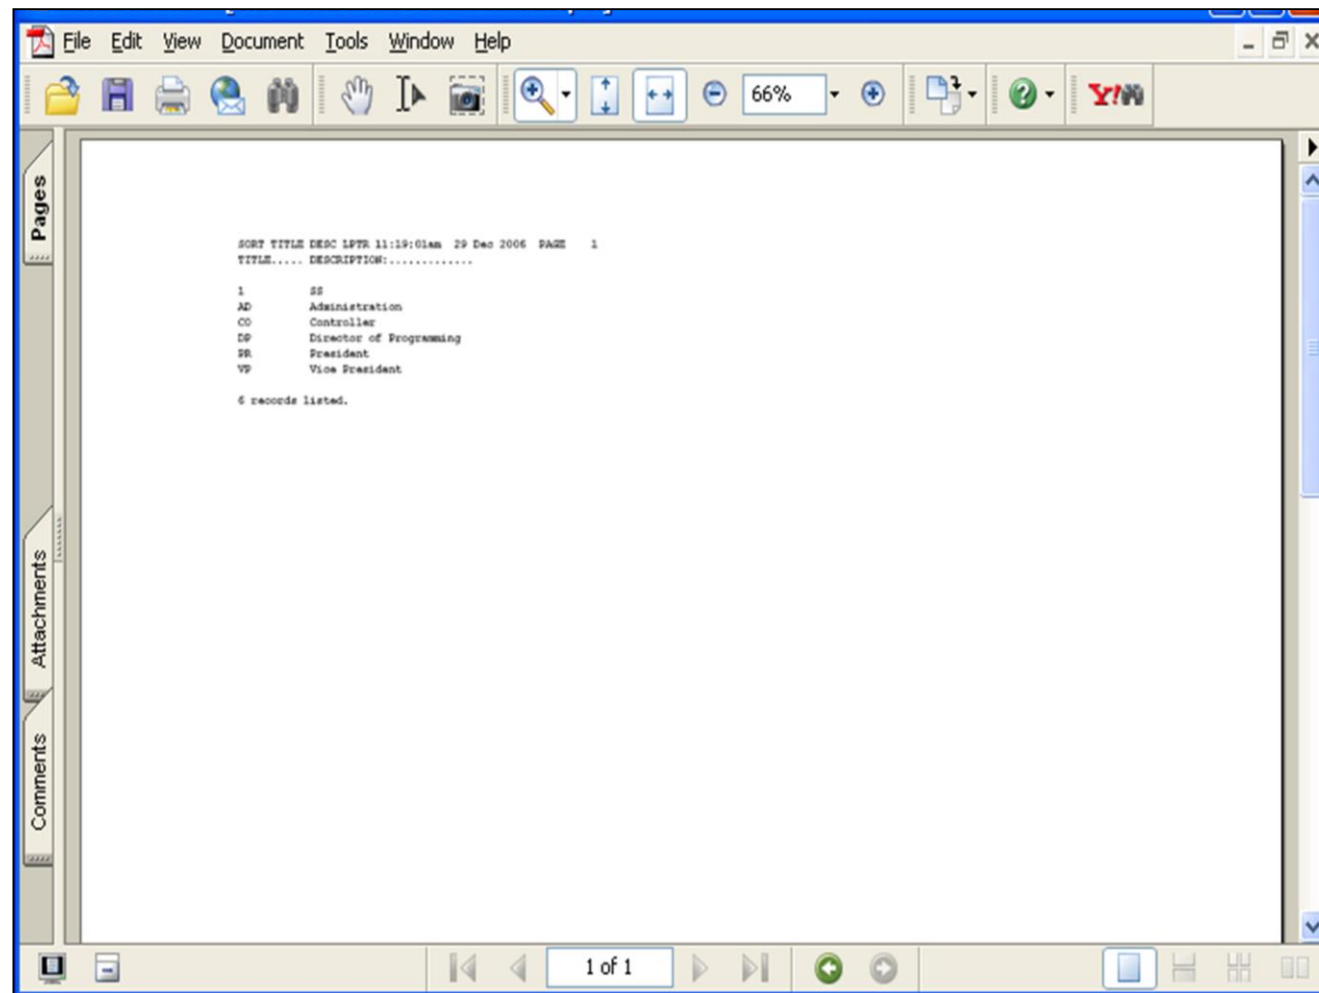 File Edit View Document Tools Window Help
66%
Y!
Pages
SORT TITLE DESC LPTR 11:19:01am 29 Dec 2006 PAGE 1
TITLE..... DESCRIPTION:.............
1 SS
AD Administration
CO Controller
DP Director of Programming
PR President
VP Vice President
6 records listed.
Attachments
Comments
1 of 1